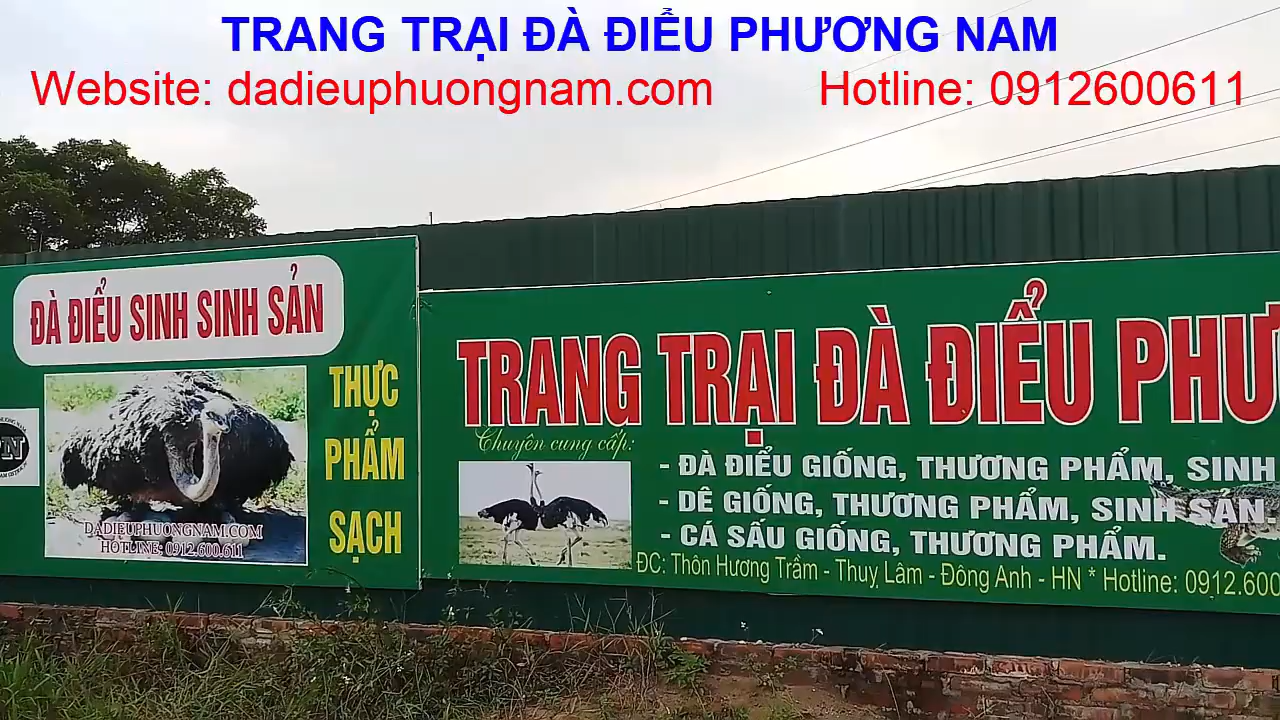 TRANG TRẠI ĐÀ ĐIỂU PHƯƠNG NAM
Website: dadieuphuongnam.com Hotline: 0912600611
ĐÀ ĐIỂU SINH SINH SẢN
THỰC
PHẨM
SẠCH
DADIEUPHUONGNAM.COM
HOTLINE: 0912.600.611
TRANG TRẠI ĐÀ ĐIỂU PHƯ
Chuyên cung cấp:
- ĐÀ ĐIỂU GIỐNG, THƯƠNG PHẨM, SINH
- DÊ GIỐNG, THƯƠNG PHẨM, SINH SẢN.
- CÁ SẤU GIỐNG, THƯƠNG PHẨM.
ĐC: Thôn Hương Trầm - Thuỵ Lâm - Đông Anh - HN * Hotline: 0912.600